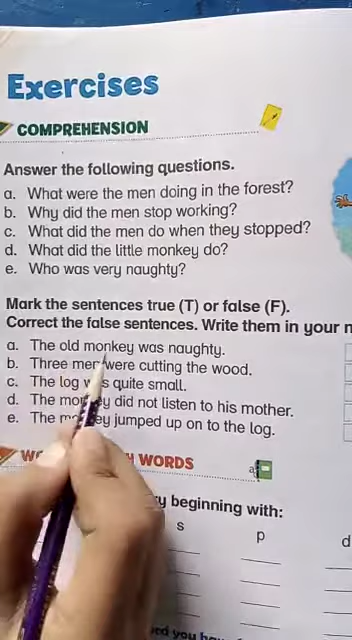 Exercises
COMPREHENSION
Answer the following questions.
a. What were the men doing in the forest?
b. Why did the men stop working?
c. What did the men do when they stopped?
d. What did the little monkey do?
e. Who was very naughty?
Mark the sentences true (T) or false (F).
Correct the false sentences. Write them in your
a. The old monkey was naughty.
b. Three men were cutting the wood.
c. The log was quite small.
d. The monkey did not listen to his mother.
e. The monkey jumped up on to the log.
WORDS
beginning with:
s p d
you